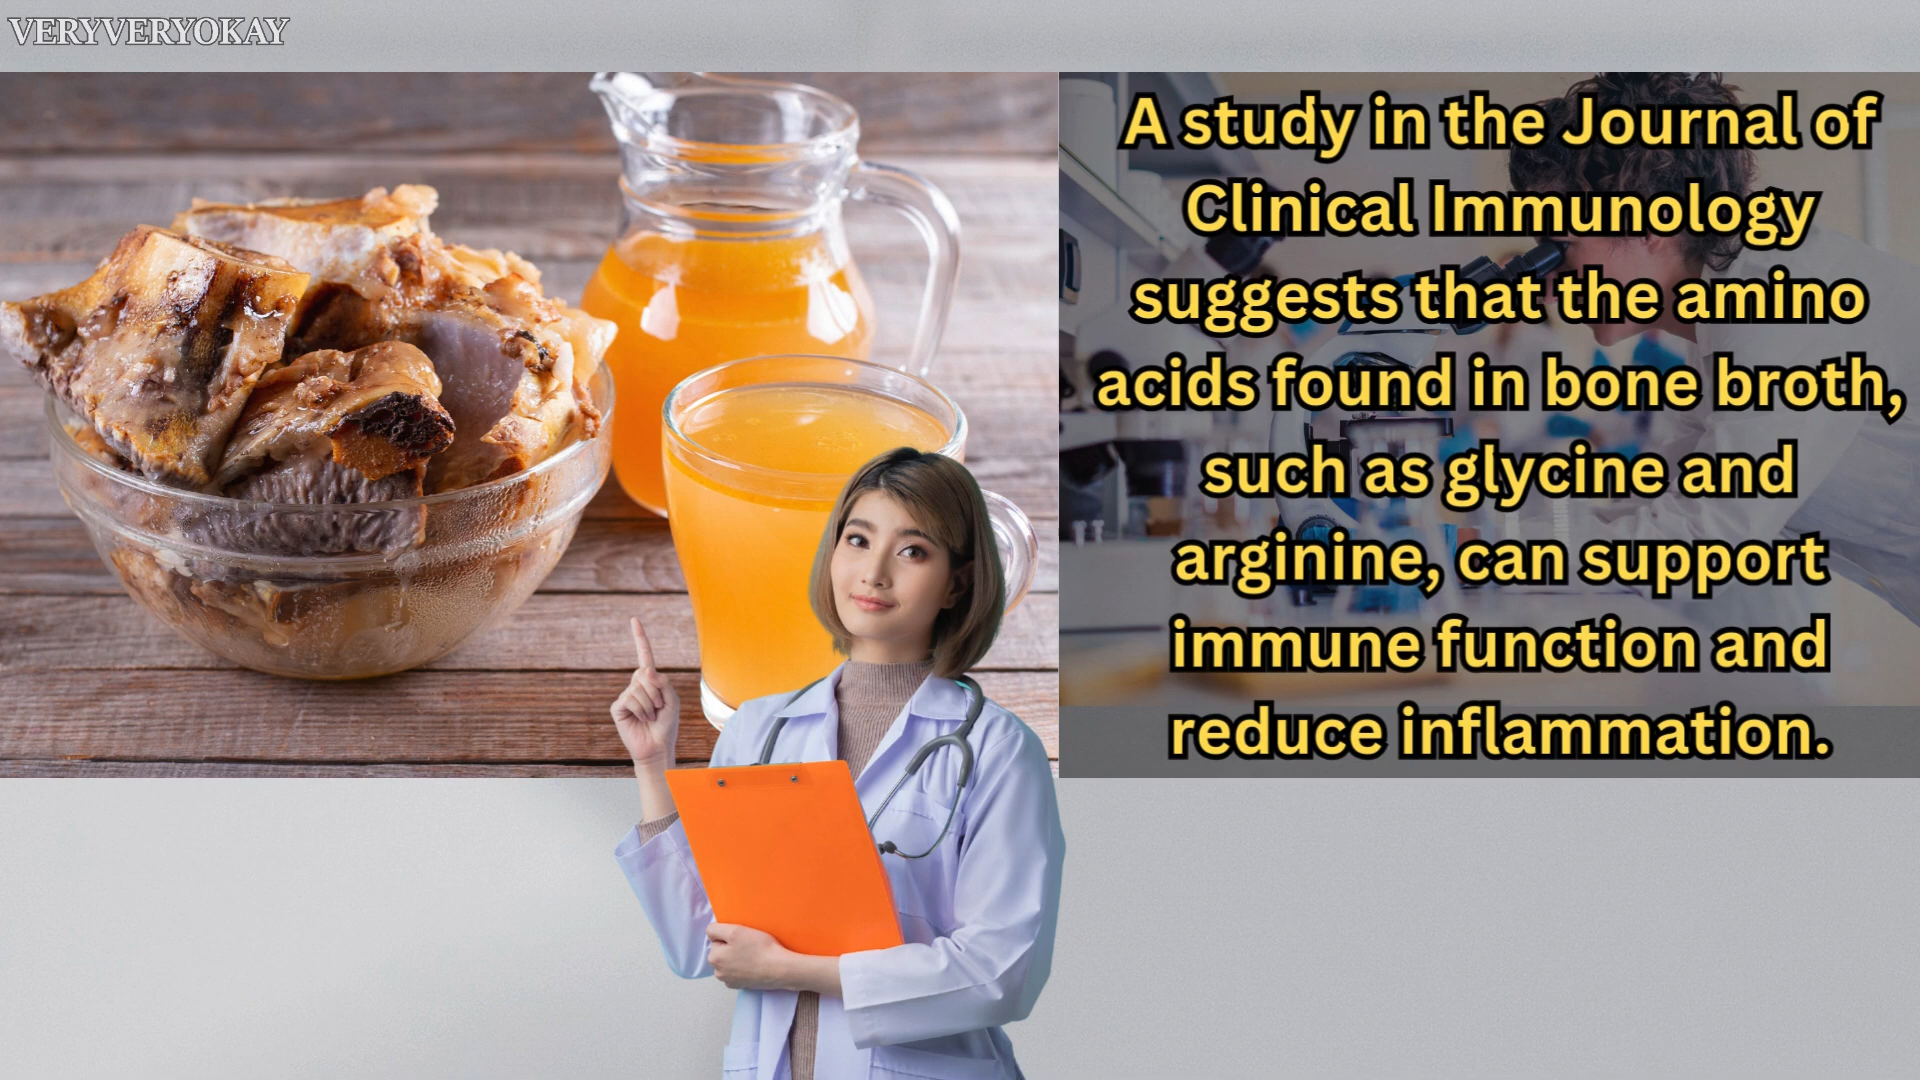 VERYVERYOKAY
A study in the Journal of
Clinical Immunology
suggests that the amino
acids found in bone broth,
such as glycine and
arginine, can support
immune function and
reduce inflammation.